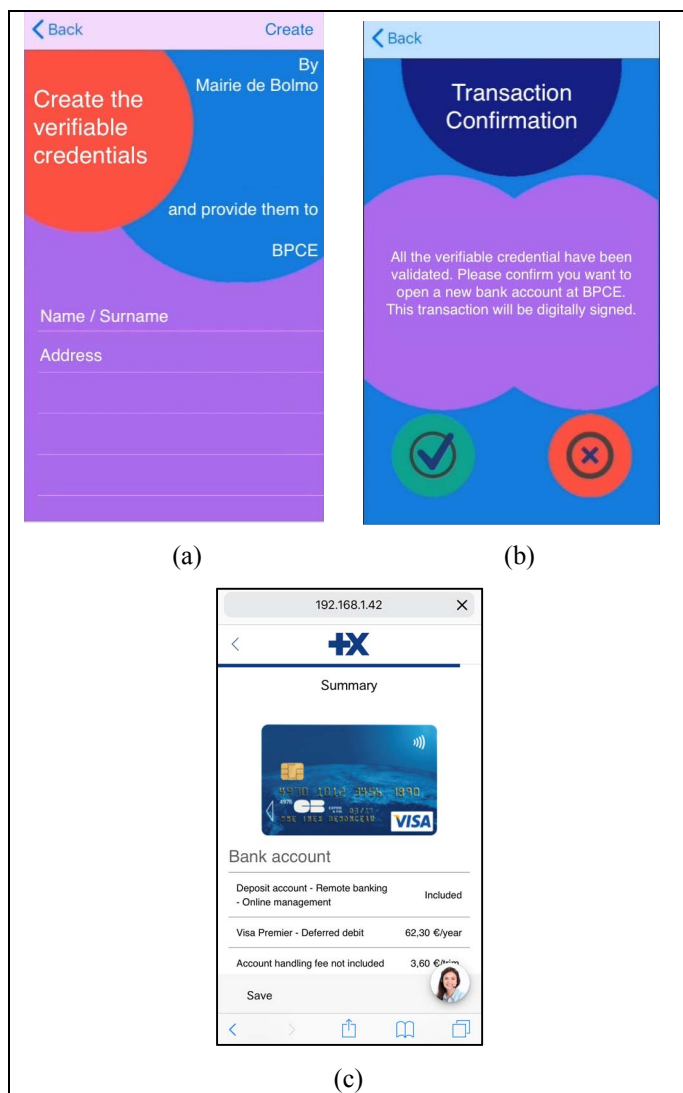 Back
Create
Create the
verifiable
credentials
By
Mairie de Bolmo
and provide them to
BPCE
Name / Surname
Address
(a)
Back
Transaction
Confirmation
All the verifiable credential have been
validated. Please confirm you want to
open a new bank account at BPCE.
This transaction will be digitally signed.
(b)
192.168.1.42
Summary
CB
VISA
Bank account
Deposit account - Remote banking
- Online management
Included
Visa Premier - Deferred debit
62,30 €/year
Account handling fee not included
3,60 €/trim
Save
(c)